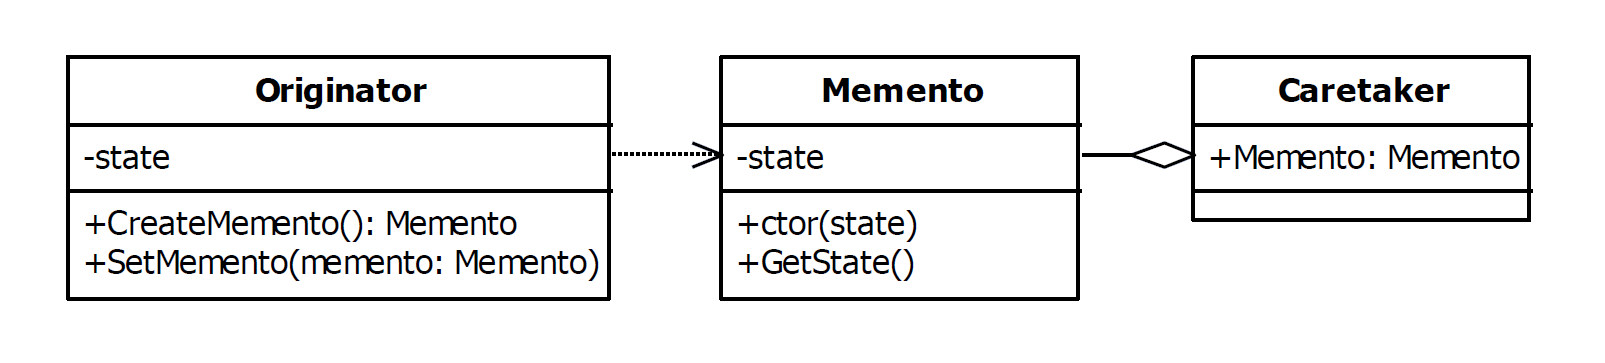 Originator
-state
+CreateMemento(): Memento
+SetMemento(memento: Memento)
Memento
-state
+ctor(state)
+GetState()
Caretaker
+Memento: Memento